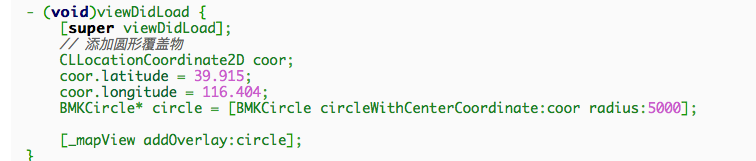 - (void)viewDidLoad {
[super viewDidLoad];
// 添加圆形覆盖物
CLLocationCoordinate2D coor;
coor.latitude = 39.915;
coor.longitude = 116.404;
BMKCircle* circle = [BMKCircle circleWithCenterCoordinate:coor radius:5000];
[_mapView addOverlay:circle];
}